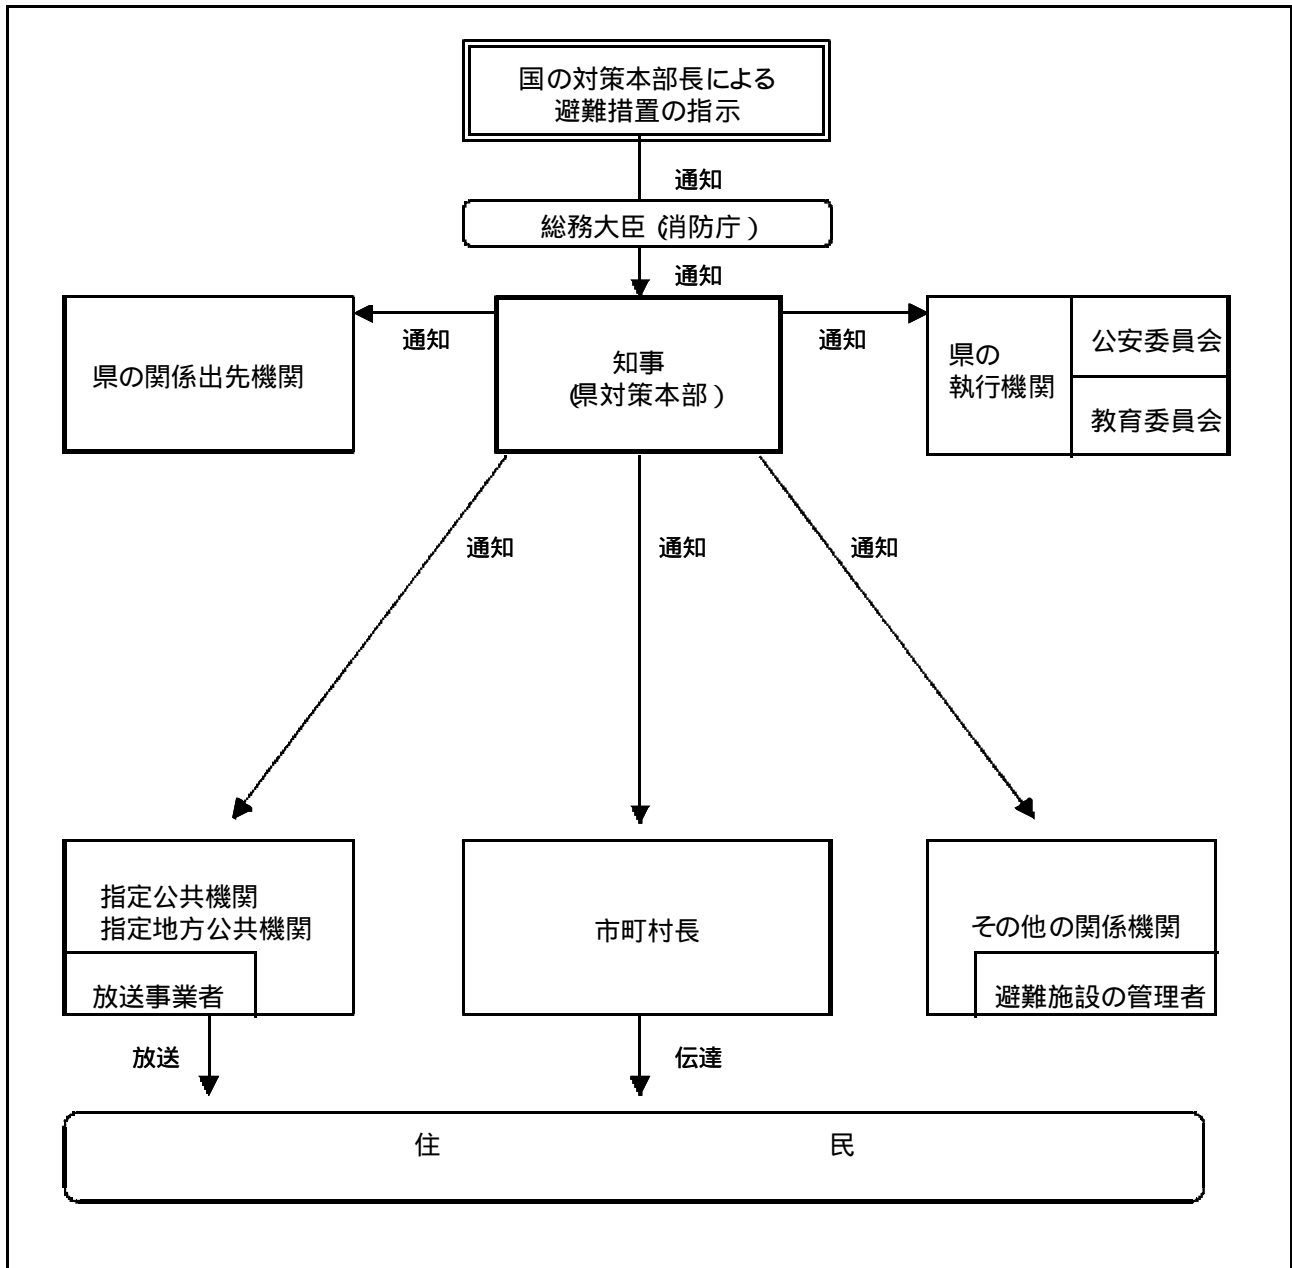 国の対策本部長による
避難措置の指示
通知
総務大臣（消防庁）
通知
県の関係出先機関
通知
知事
（県対策本部）
通知
県の
執行機関
公安委員会
教育委員会
通知
通知
通知
指定公共機関
指定地方公共機関
放送事業者
市町村長
その他の関係機関
避難施設の管理者
放送
伝達
住 民